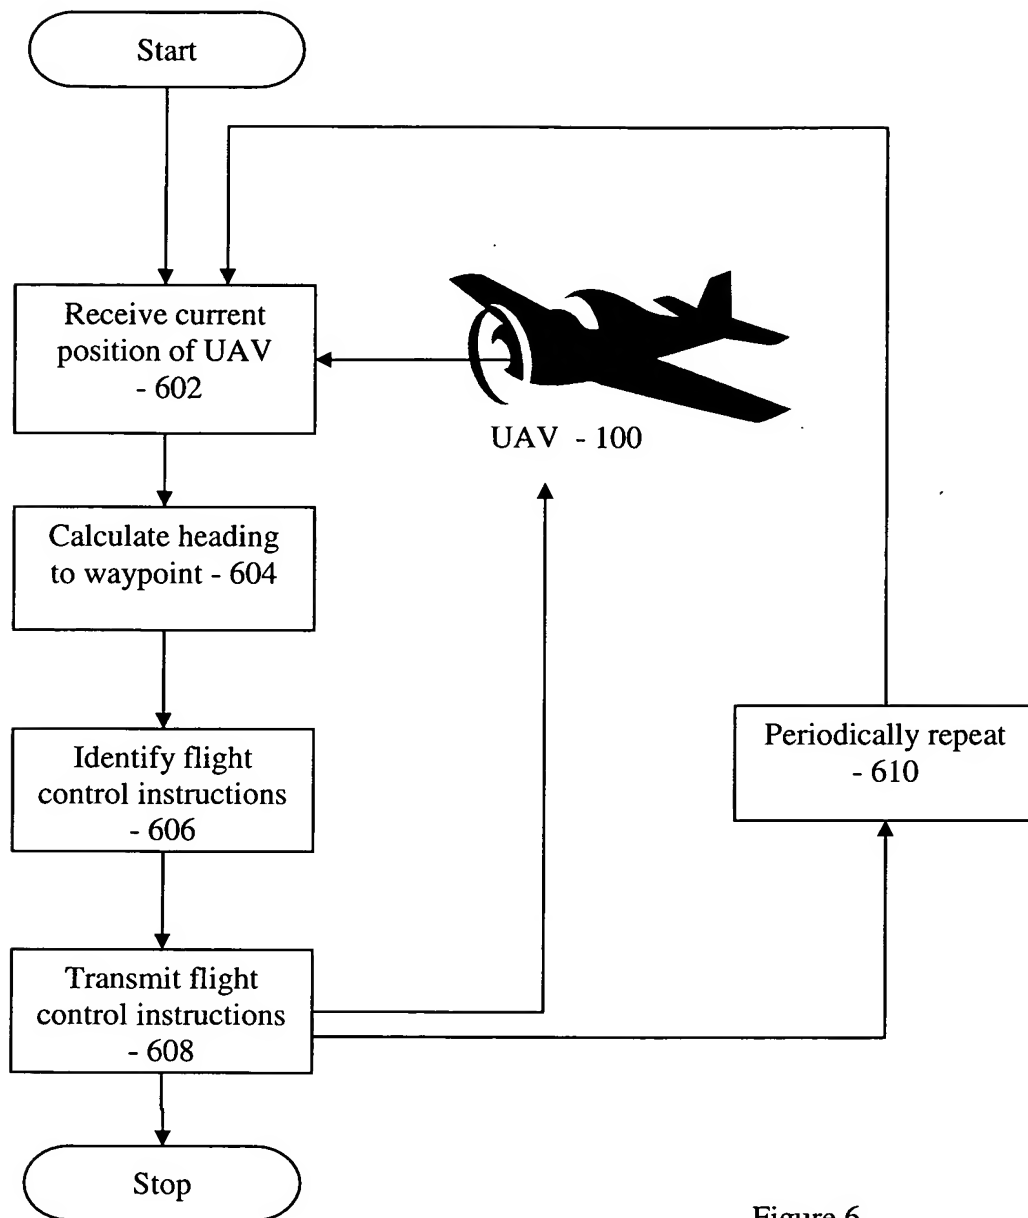 Start
Receive current
position of UAV
- 602
UAV - 100
Calculate heading
to waypoint - 604
Identify flight
control instructions
- 606
Periodically repeat
- 610
Transmit flight
control instructions
- 608
Stop
Figure 6